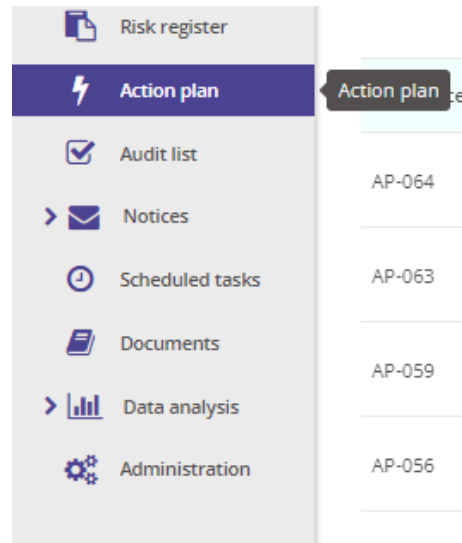 Risk register
Action plan
Action plan
Audit list
Notices
Scheduled tasks
Documents
Data analysis
Administration
AP-064
AP-063
AP-059
AP-056